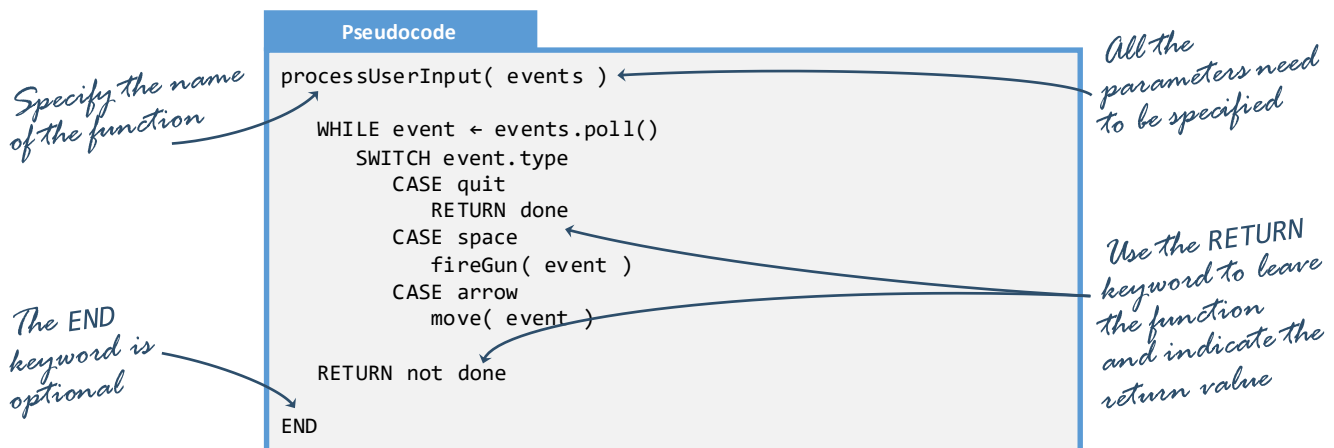 Pseudocode
Specify the name
of the function
processUserInput( events )
All the
parameters need
to be specified
WHILE event ← events.poll()
SWITCH event.type
CASE quit
RETURN done
CASE space
fireGun( event )
CASE arrow
move( event )
Use the RETURN
keyword to leave
the function
and indicate the
return value
The END
keyword is
optional
RETURN not done
END